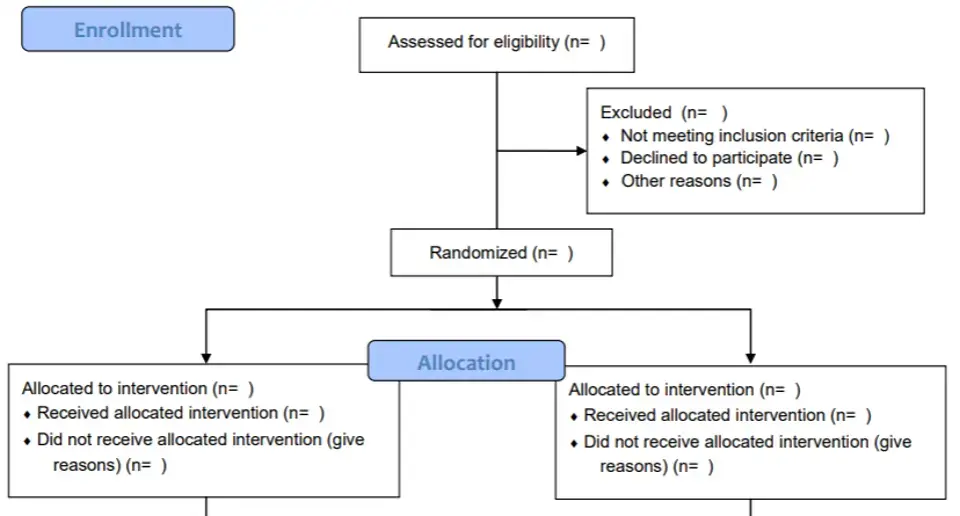 Enrollment
Assessed for eligibility (n=  )
Excluded  (n=   )
♦ Not meeting inclusion criteria (n=  )
♦ Declined to participate (n=  )
♦ Other reasons (n=  )
Randomized (n=  )
Allocation
Allocated to intervention (n=  )
♦ Received allocated intervention (n=  )
♦ Did not receive allocated intervention (give
reasons) (n=  )
Allocated to intervention (n=  )
♦ Received allocated intervention (n=  )
♦ Did not receive allocated intervention (give
reasons) (n=  )